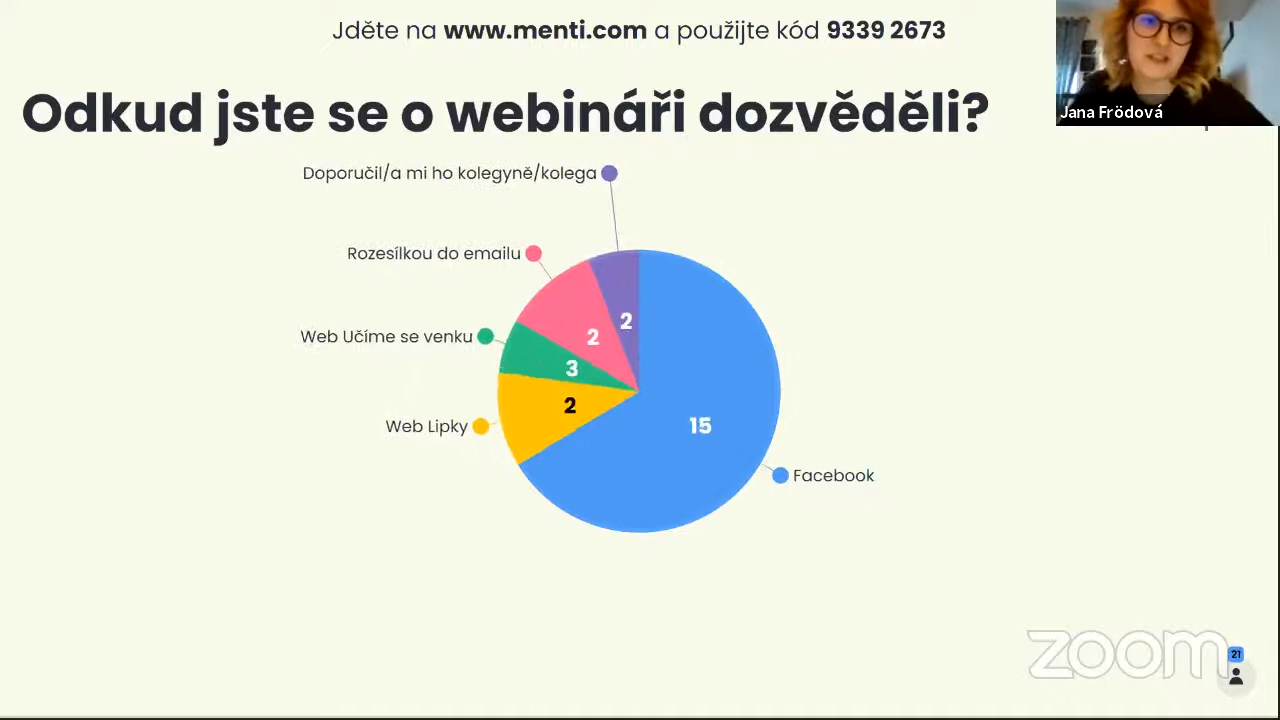 Jděte na www.menti.com a použijte kód 9339 2673
Odkud jste se o webináři dozvěděli?
Jana Frödová
Doporučil/a mi ho kolegyně/kolega
Rozesílkou do emailu
Web Učíme se venku
Web Lipky
Facebook
2
2
3
2
15
zoom
21